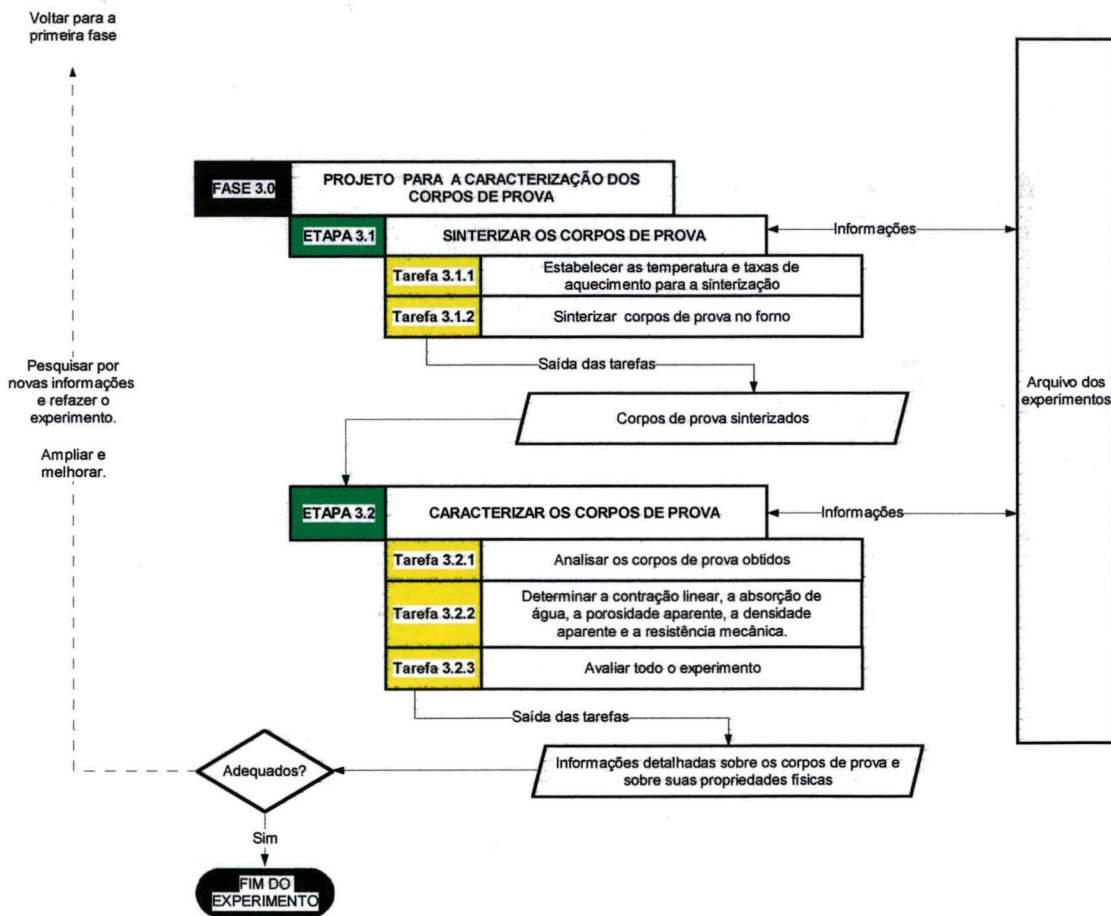 Voltar para a
primeira fase
FASE 3.0
PROJETO PARA A CARACTERIZAÇÃO DOS
CORPOS DE PROVA
ETAPA 3.1
SINTERIZAR OS CORPOS DE PROVA
Informações
Tarefa 3.1.1
Estabelecer as temperatura e taxas de
aquecimento para a sinterização
Tarefa 3.1.2
Sinterizar corpos de prova no forno
Saída das tarefas
Corpos de prova sinterizados
Pesquisar por
novas informações
e refazer o
experimento.
Ampliar e
melhorar.
Arquivo dos
experimentos
ETAPA 3.2
CARACTERIZAR OS CORPOS DE PROVA
Informações
Tarefa 3.2.1
Analisar os corpos de prova obtidos
Tarefa 3.2.2
Determinar a contração linear, a absorção de
água, a porosidade aparente, a densidade
aparente e a resistência mecânica.
Tarefa 3.2.3
Avaliar todo o experimento
Saída das tarefas
Informações detalhadas sobre os corpos de prova e
sobre suas propriedades físicas
Adequados?
Sim
FIM DO
EXPERIMENTO